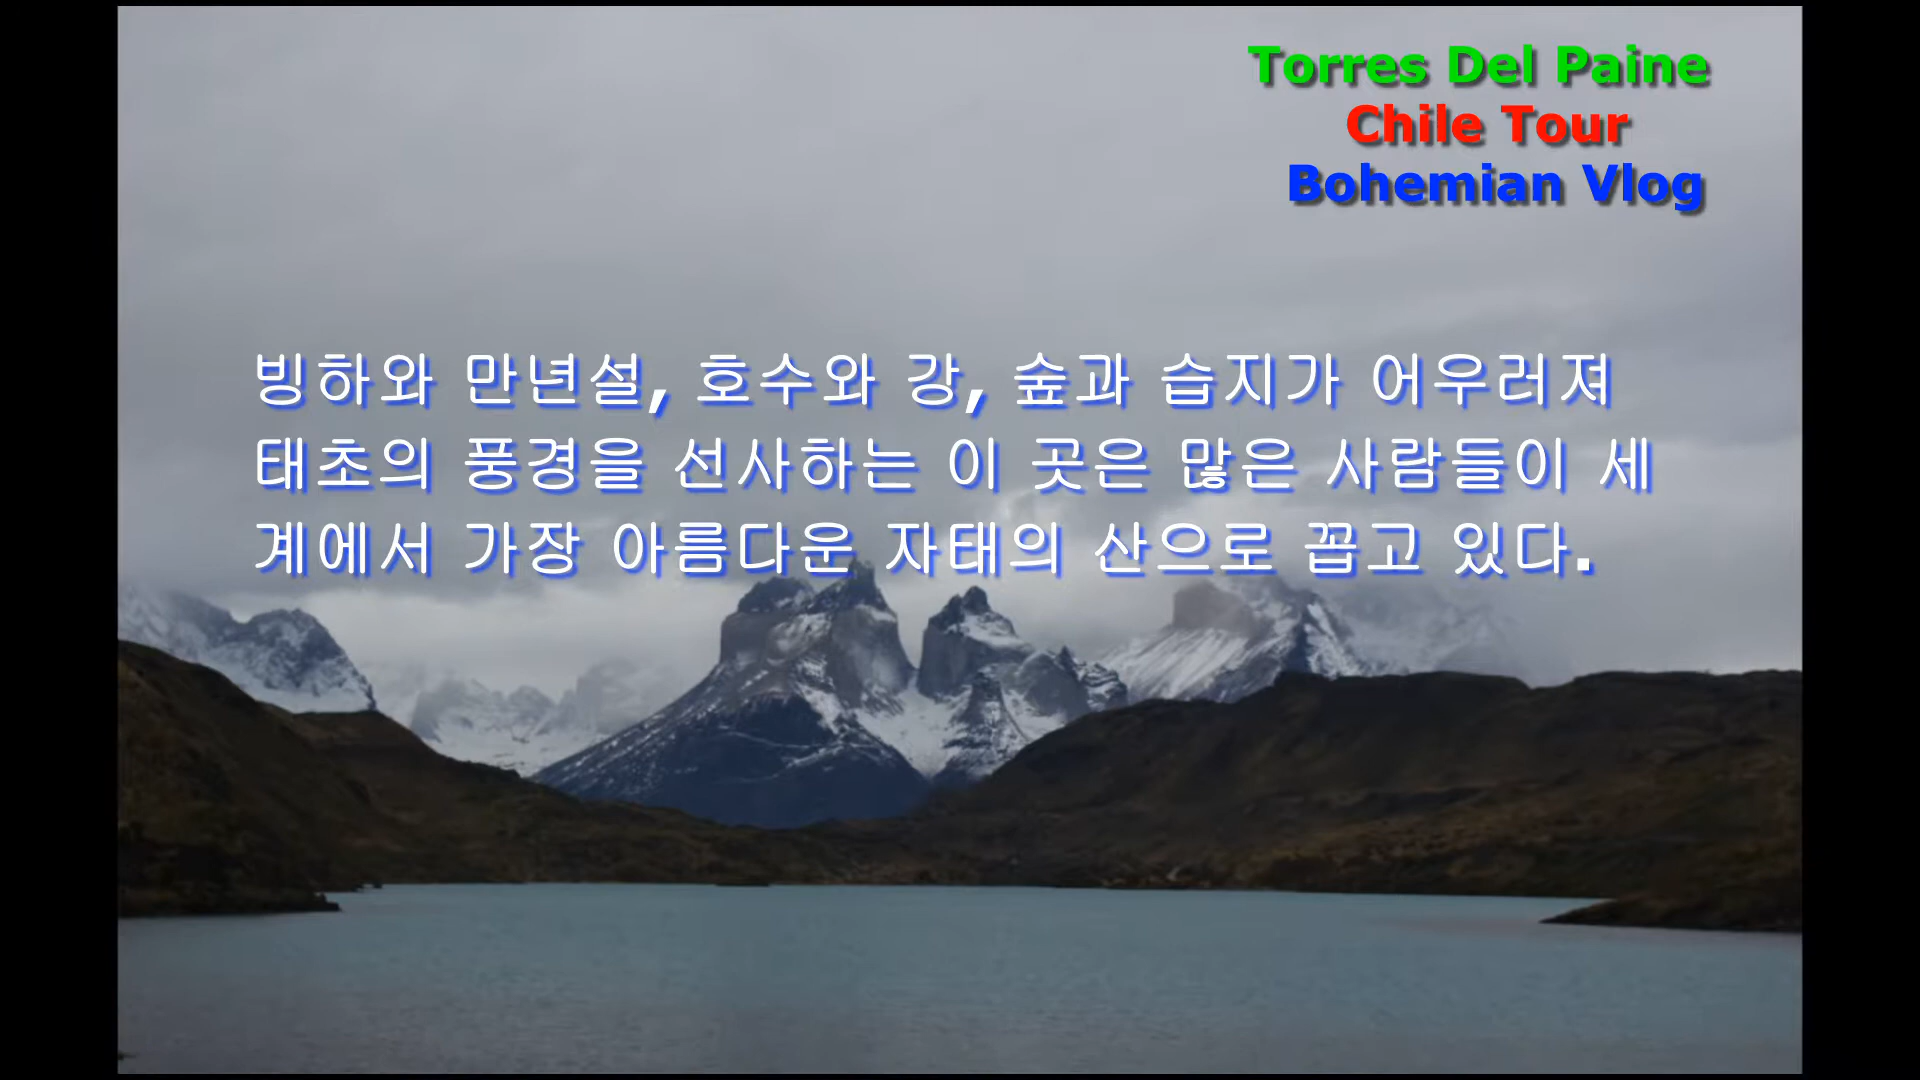 Torres Del Paine
Chile Tour
Bohemian Vlog
빙하와 만년설, 호수와 강, 숲과 습지가 어우러져
태초의 풍경을 선사하는 이 곳은 많은 사람들이 세
계에서 가장 아름다운 자태의 산으로 꼽고 있다.